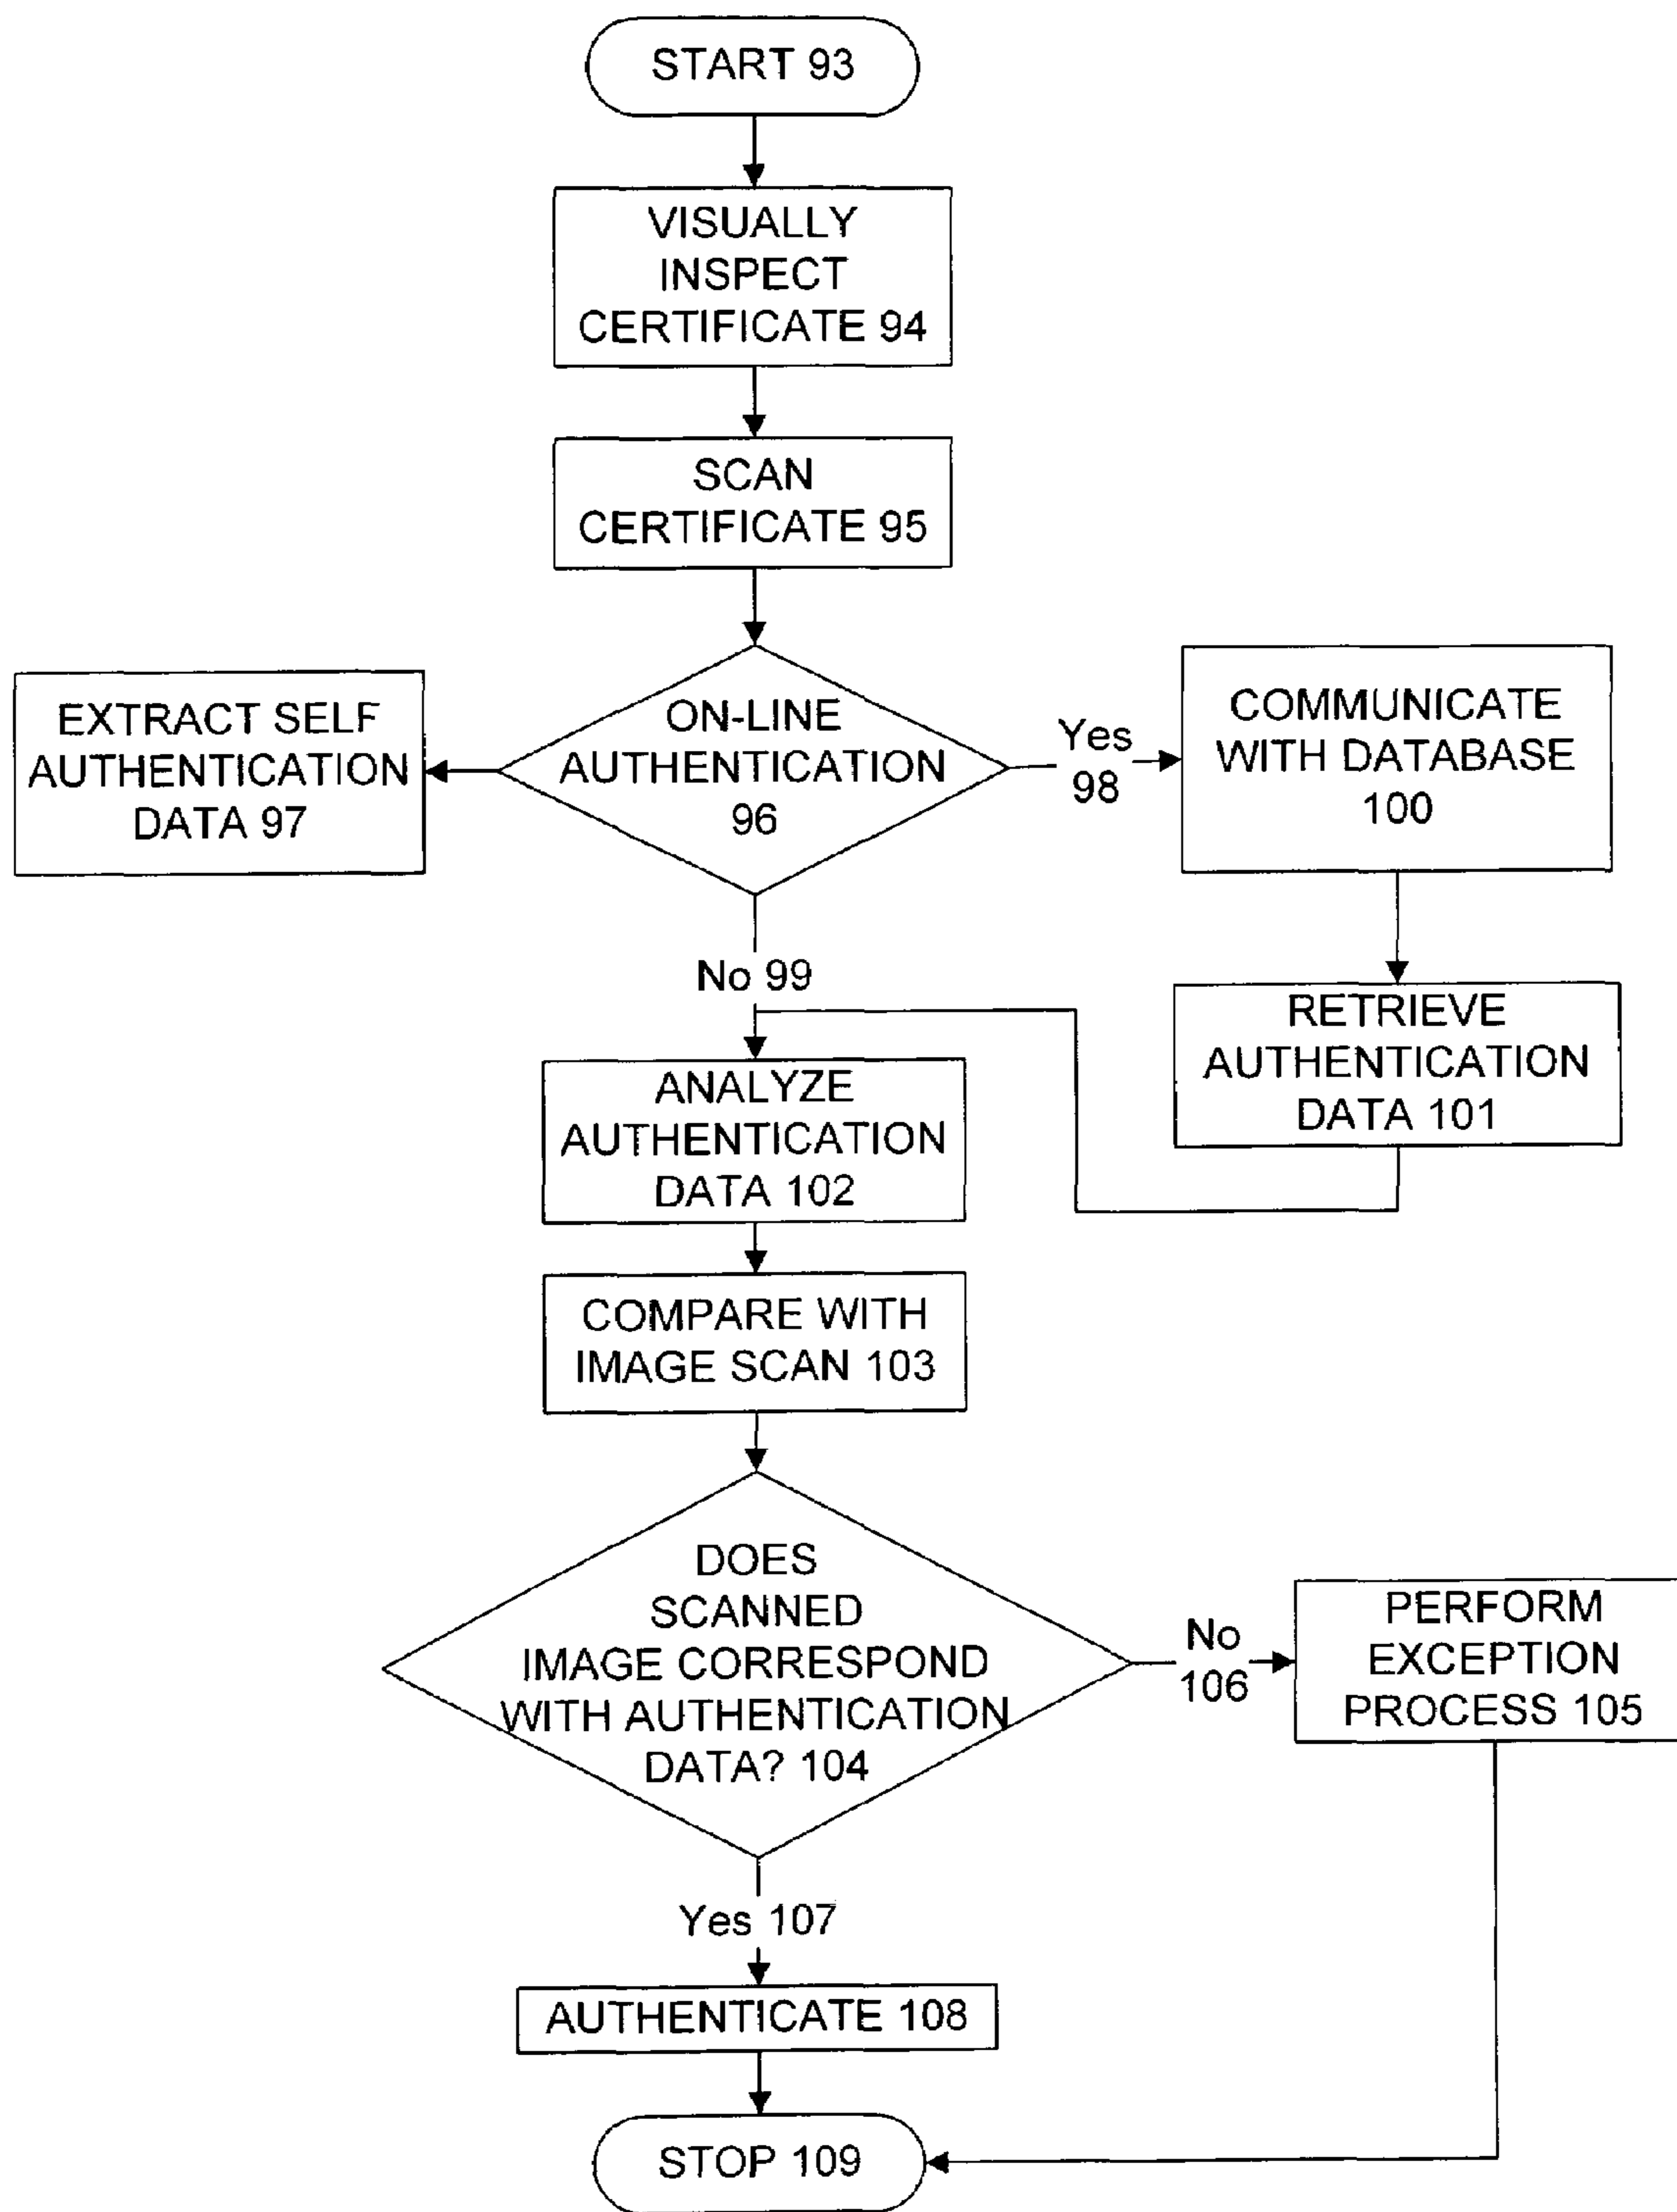 START 93
VISUALLY
INSPECT
CERTIFICATE 94
SCAN
CERTIFICATE 95
ON-LINE
AUTHENTICATION
96
EXTRACT SELF
AUTHENTICATION
DATA 97
Yes
98
COMMUNICATE
WITH DATABASE
100
No 99
RETRIEVE
AUTHENTICATION
DATA 101
ANALYZE
AUTHENTICATION
DATA 102
COMPARE WITH
IMAGE SCAN 103
DOES
SCANNED
IMAGE CORRESPOND
WITH AUTHENTICATION
DATA? 104
No
106
PERFORM
EXCEPTION
PROCESS 105
Yes 107
AUTHENTICATE 108
STOP 109